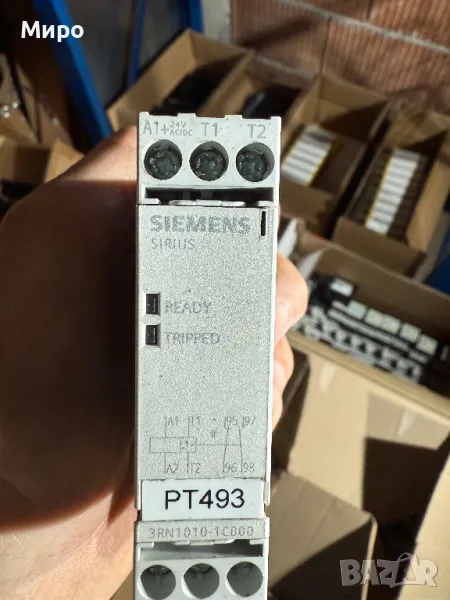 Миро
A1+ 24V AC/DC T1 T2
SIEMENS
SIRIUS
READY
TRIPPED
A1 T1 95 97
A2 T2 96 98
PT493
3RN1010-1CB00
BAZAR